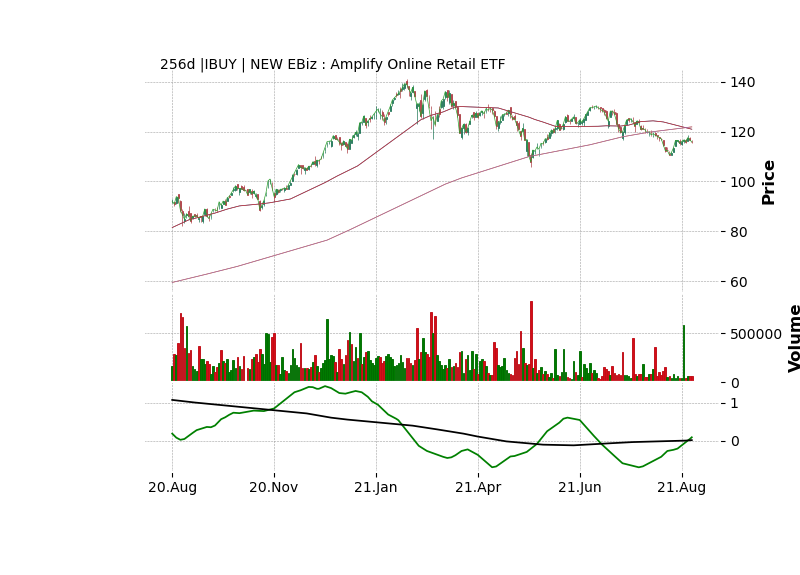 256d |IBUY | NEW EBiz : Amplify Online Retail ETF
140
120
100
80
60
Price
500000
0
Volume
1
0
20.Aug 20.Nov 21.Jan 21.Apr 21.Jun 21.Aug